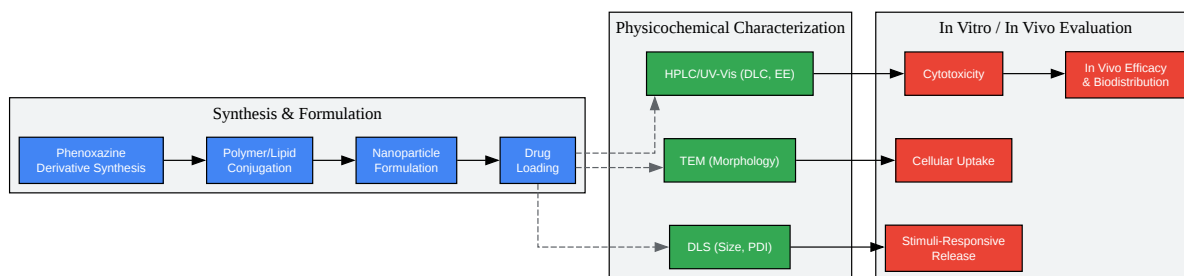 Synthesis & Formulation
Phenoxazine
Derivative Synthesis
Polymer/Lipid
Conjugation
Nanoparticle
Formulation
Drug
Loading
Physicochemical Characterization
HPLC/UV-Vis (DLC, EE)
TEM (Morphology)
DLS (Size, PDI)
In Vitro / In Vivo Evaluation
Cytotoxicity
In Vivo Efficacy
& Biodistribution
Cellular Uptake
Stimuli-Responsive
Release